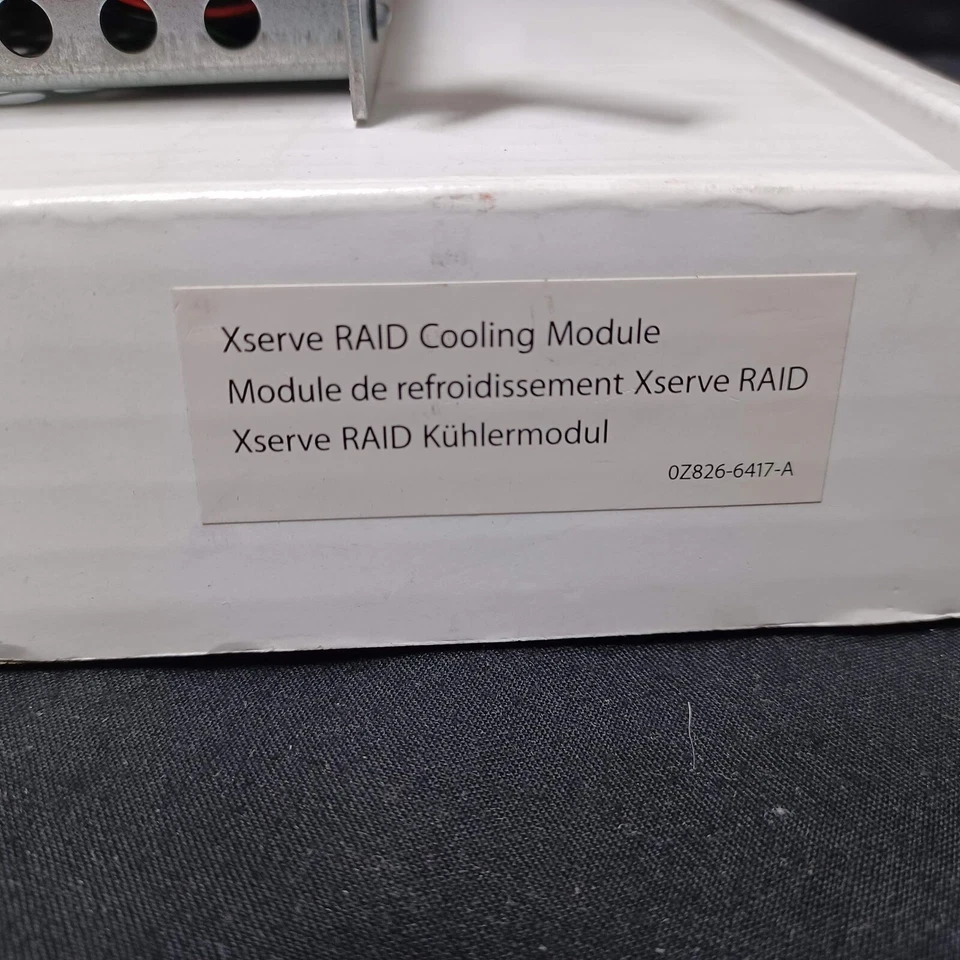 Xserve RAID Cooling Module
Module de refroidissement Xserve RAID
Xserve RAID Kühlermodul
0Z826-6417-A